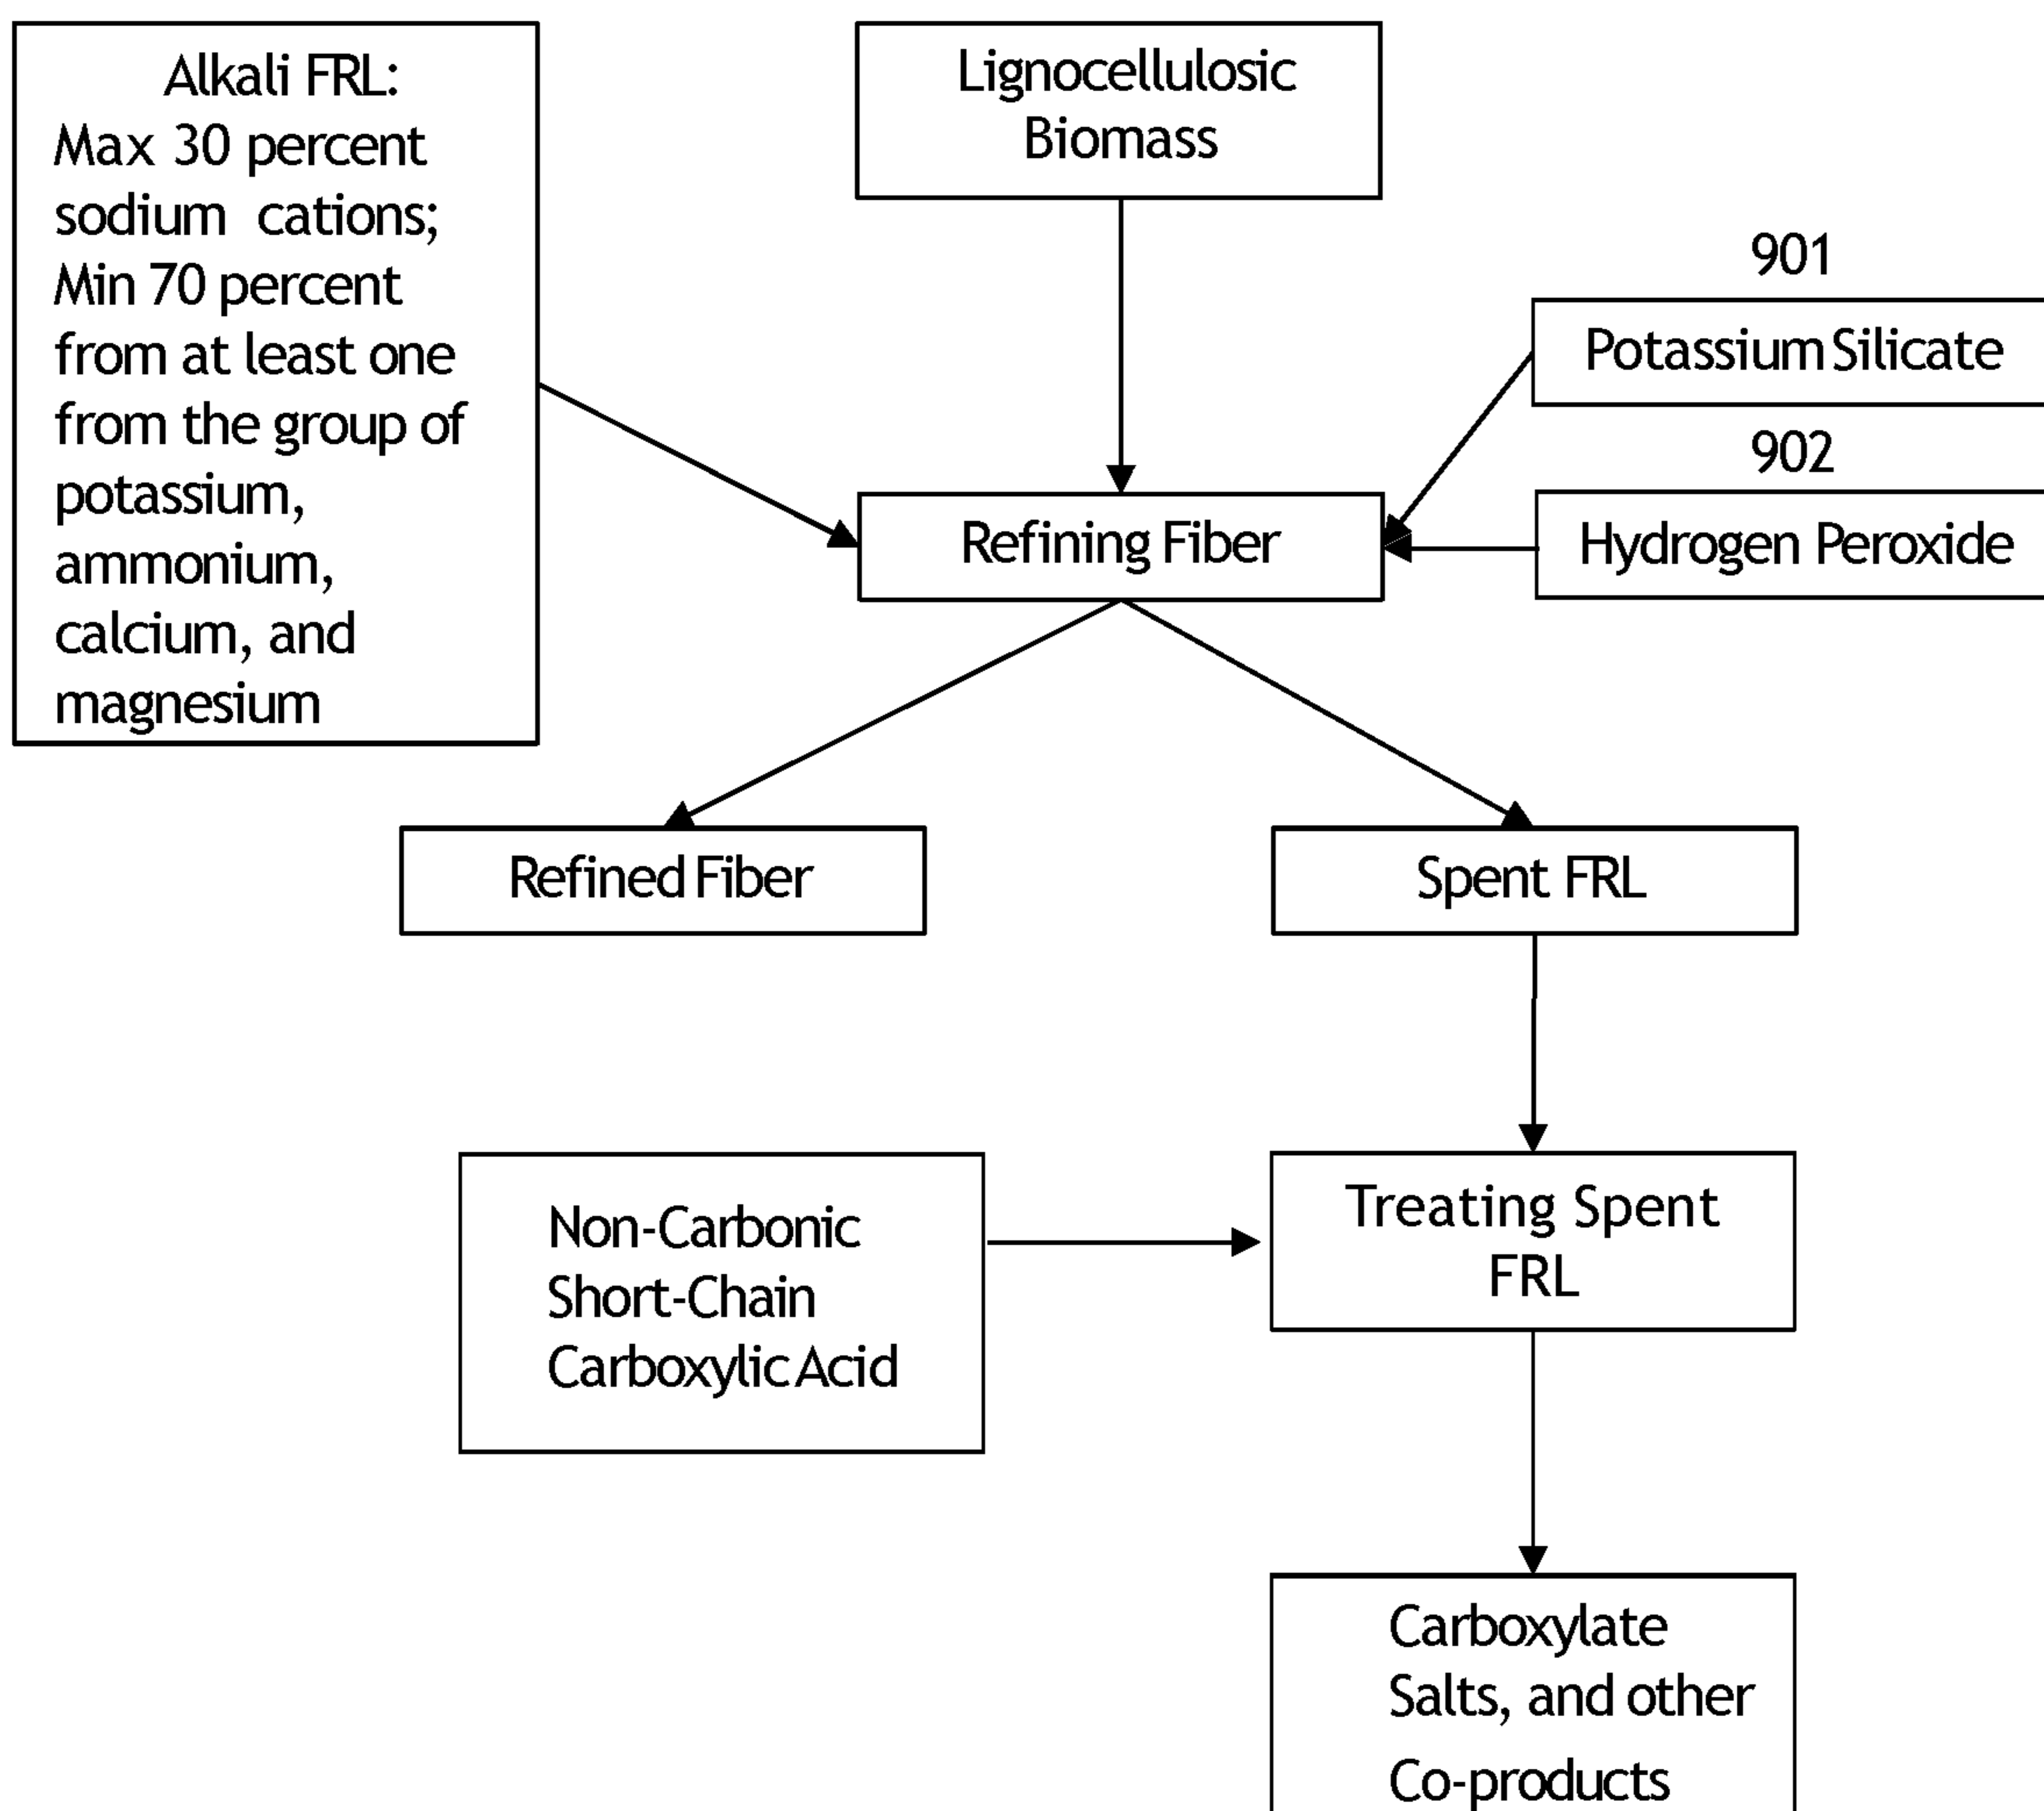 Alkali FRL:
Max 30 percent
sodium cations;
Min 70 percent
from at least one
from the group of
potassium,
ammonium,
calcium, and
magnesium
Lignocellulosic
Biomass
901
Potassium Silicate
902
Hydrogen Peroxide
Refining Fiber
Refined Fiber
Spent FRL
Non-Carbonic
Short-Chain
Carboxylic Acid
Treating Spent
FRL
Carboxylate
Salts, and other
Co-products